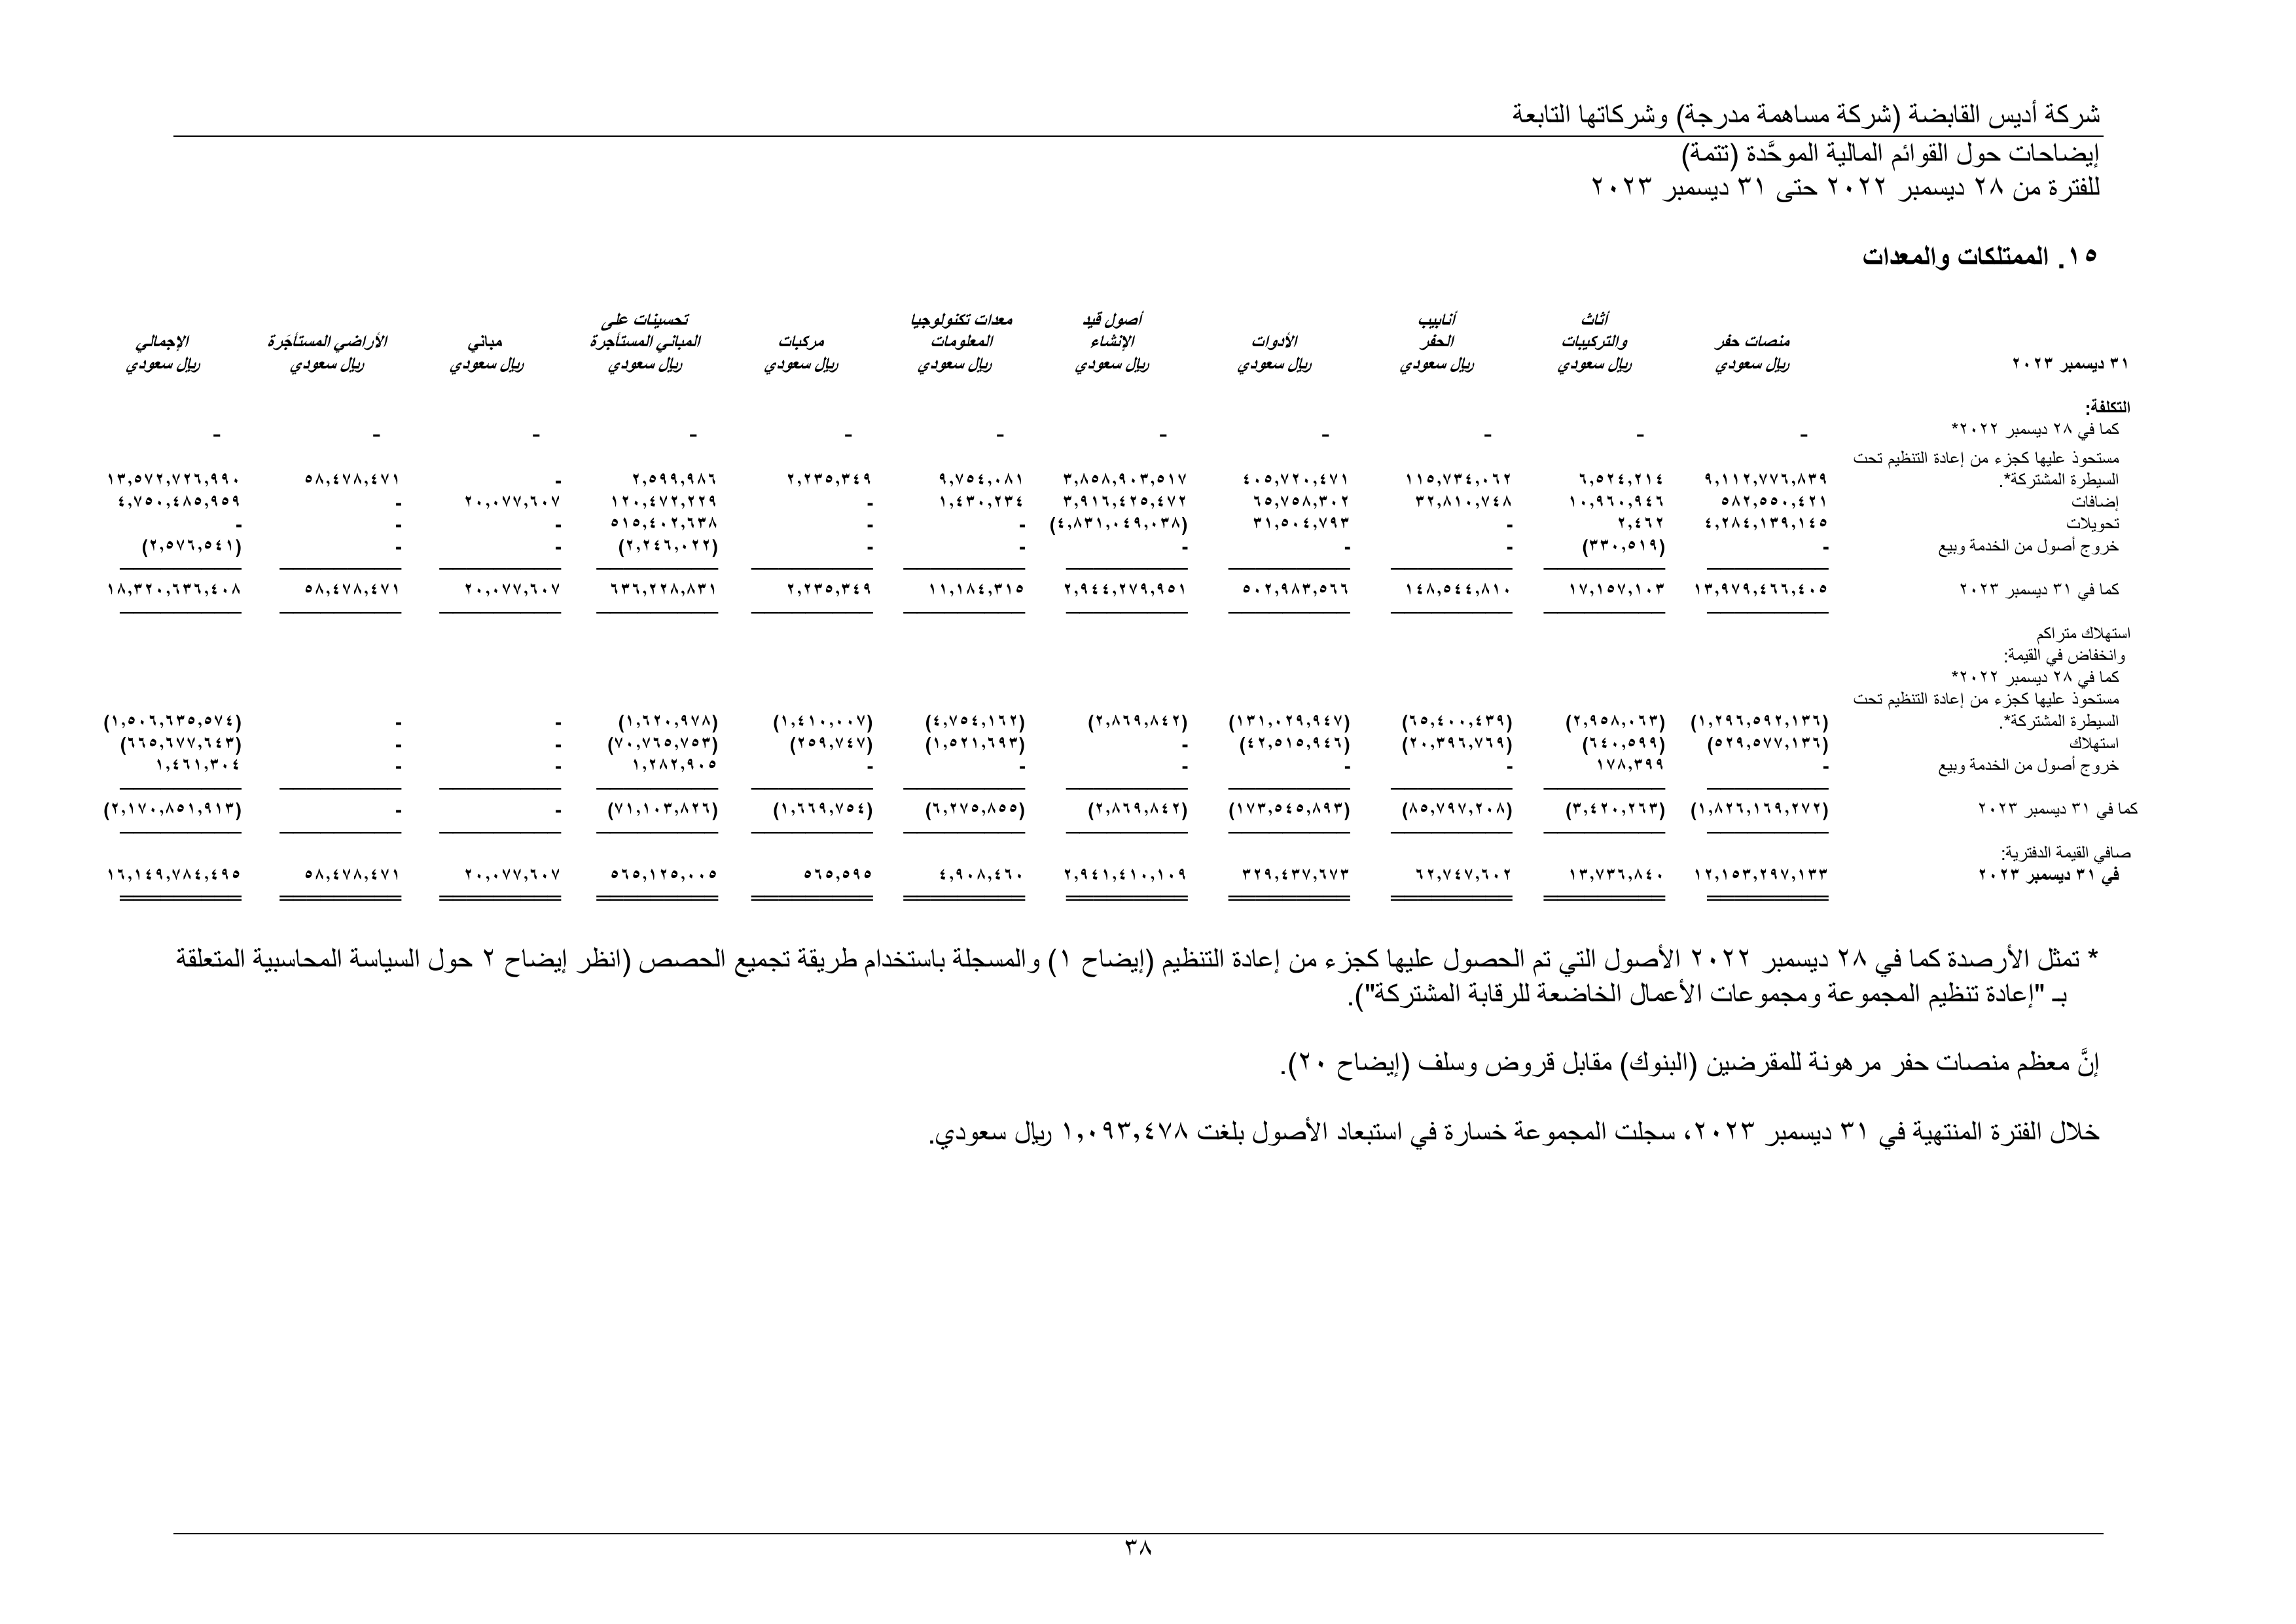 شركة أديس القابضة (شركة مساهمة مدرجة) وشركاتها التابعة
إيضاحات حول القوائم المالية الموحَّدة (تتمة)
للفترة من ٢٨ ديسمبر ٢٠٢٢ حتى ٣١ ديسمبر ٢٠٢٣
١٥. الممتلكات والمعدات
أثاث أنابيب أصول قيد معدات تكنولوجيا تحسينات على
منصات حفر والتركيبات الحفر الأدوات الإنشاء المعلومات مركبات المباني المستأجرة مباني الأراضي المستأجَرة الإجمالي
٣١ ديسمبر ٢٠٢٣ ريال سعودي ريال سعودي ريال سعودي ريال سعودي ريال سعودي ريال سعودي ريال سعودي ريال سعودي ريال سعودي ريال سعودي ريال سعودي
التكلفة:
كما في ٢٨ ديسمبر ٢٠٢٢* - - - - - - - - - - -
مستحوذ عليها كجزء من إعادة التنظيم تحت
السيطرة المشتركة*. ٩,١١٢,٧٧٦,٨٣٩ ٦,٥٢٤,٢١٤ ١١٥,٧٣٤,٠٦٢ ٤٠٥,٧٢٠,٤٧١ ٣,٨٥٨,٩٠٣,٥١٧ ٩,٧٥٤,٠٨١ ٢,٢٣٥,٣٤٩ ٢,٥٩٩,٩٨٦ - ٥٨,٤٧٨,٤٧١ ١٣,٥٧٢,٧٢٦,٩٩٠
إضافات ٥٨٢,٥٥٠,٤٢١ ١٠,٩٦٠,٩٤٦ ٣٢,٨١٠,٧٤٨ ٦٥,٧٥٨,٣٠٢ ٣,٩١٦,٤٢٥,٤٧٢ ١,٤٣٠,٢٣٤ - ١٢٠,٤٧٢,٢٢٩ ٢٠,٠٧٧,٦٠٧ - ٤,٧٥٠,٤٨٥,٩٥٩
تحويلات ٤,٢٨٤,١٣٩,١٤٥ ٢,٤٦٢ - ٣١,٥٠٤,٧٩٣ (٤,٨٣١,٠٤٩,٠٣٨) - - ٥١٥,٤٠٢,٦٣٨ - - -
خروج أصول من الخدمة وبيع - (٣٣٠,٥١٩) - - - - - (٢,٢٤٦,٠٢٢) - - (٢,٥٧٦,٥٤١)
كما في ٣١ ديسمبر ٢٠٢٣ ١٣,٩٧٩,٤٦٦,٤٠٥ ١٧,١٥٧,١٠٣ ١٤٨,٥٤٤,٨١٠ ٥٠٢,٩٨٣,٥٦٦ ٢,٩٤٤,٢٧٩,٩٥١ ١١,١٨٤,٣١٥ ٢,٢٣٥,٣٤٩ ٦٣٦,٢٢٨,٨٣١ ٢٠,٠٧٧,٦٠٧ ٥٨,٤٧٨,٤٧١ ١٨,٣٢٠,٦٣٦,٤٠٨
استهلاك متراكم
وانخفاض في القيمة:
كما في ٢٨ ديسمبر ٢٠٢٢*
مستحوذ عليها كجزء من إعادة التنظيم تحت
السيطرة المشتركة*. (١,٢٩٦,٥٩٢,١٣٦) (٢,٩٥٨,٠٦٣) (٦٥,٤٠٠,٤٣٩) (١٣١,٠٢٩,٩٤٧) (٢,٨٦٩,٨٤٢) (٤,٧٥٤,١٦٢) (١,٤١٠,٠٠٧) (١,٦٢٠,٩٧٨) - - (١,٥٠٦,٦٣٥,٥٧٤)
استهلاك (٥٢٩,٥٧٧,١٣٦) (٦٤٠,٥٩٩) (٢٠,٣٩٦,٧٦٩) (٤٢,٥١٥,٩٤٦) - (١,٥٢١,٦٩٣) (٢٥٩,٧٤٧) (٧٠,٧٦٥,٧٥٣) - - (٦٦٥,٦٧٧,٦٤٣)
خروج أصول من الخدمة وبيع - ١٧٨,٣٩٩ - - - - - ١,٢٨٢,٩٠٥ - - ١,٤٦١,٣٠٤
كما في ٣١ ديسمبر ٢٠٢٣ (١,٨٢٦,١٦٩,٢٧٢) (٣,٤٢٠,٢٦٣) (٨٥,٧٩٧,٢٠٨) (١٧٣,٥٤٥,٨٩٣) (٢,٨٦٩,٨٤٢) (٦,٢٧٥,٨٥٥) (١,٦٦٩,٧٥٤) (٧١,١٠٣,٨٢٦) - - (٢,١٧٠,٨٥١,٩١٣)
صافي القيمة الدفترية:
في ٣١ ديسمبر ٢٠٢٣ ١٢,١٥٣,٢٩٧,١٣٣ ١٣,٧٣٦,٨٤٠ ٦٢,٧٤٧,٦٠٢ ٣٢٩,٤٣٧,٦٧٣ ٢,٩٤١,٤١٠,١٠٩ ٤,٩٠٨,٤٦٠ ٥٦٥,٥٩٥ ٥٦٥,١٢٥,٠٠٥ ٢٠,٠٧٧,٦٠٧ ٥٨,٤٧٨,٤٧١ ١٦,١٤٩,٧٨٤,٤٩٥
* تمثل الأرصدة كما في ٢٨ ديسمبر ٢٠٢٢ الأصول التي تم الحصول عليها كجزء من إعادة التنظيم (إيضاح ١) والمسجلة باستخدام طريقة تجميع الحصص (انظر إيضاح ٢ حول السياسة المحاسبية المتعلقة
بـ "إعادة تنظيم المجموعة ومجموعات الأعمال الخاضعة للرقابة المشتركة").
إنَّ معظم منصات حفر مرهونة للمقرضين (البنوك) مقابل قروض وسلف (إيضاح ٢٠).
خلال الفترة المنتهية في ٣١ ديسمبر ٢٠٢٣، سجلت المجموعة خسارة في استبعاد الأصول بلغت ١,٠٩٣,٤٧٨ ريال سعودي.
٣٨